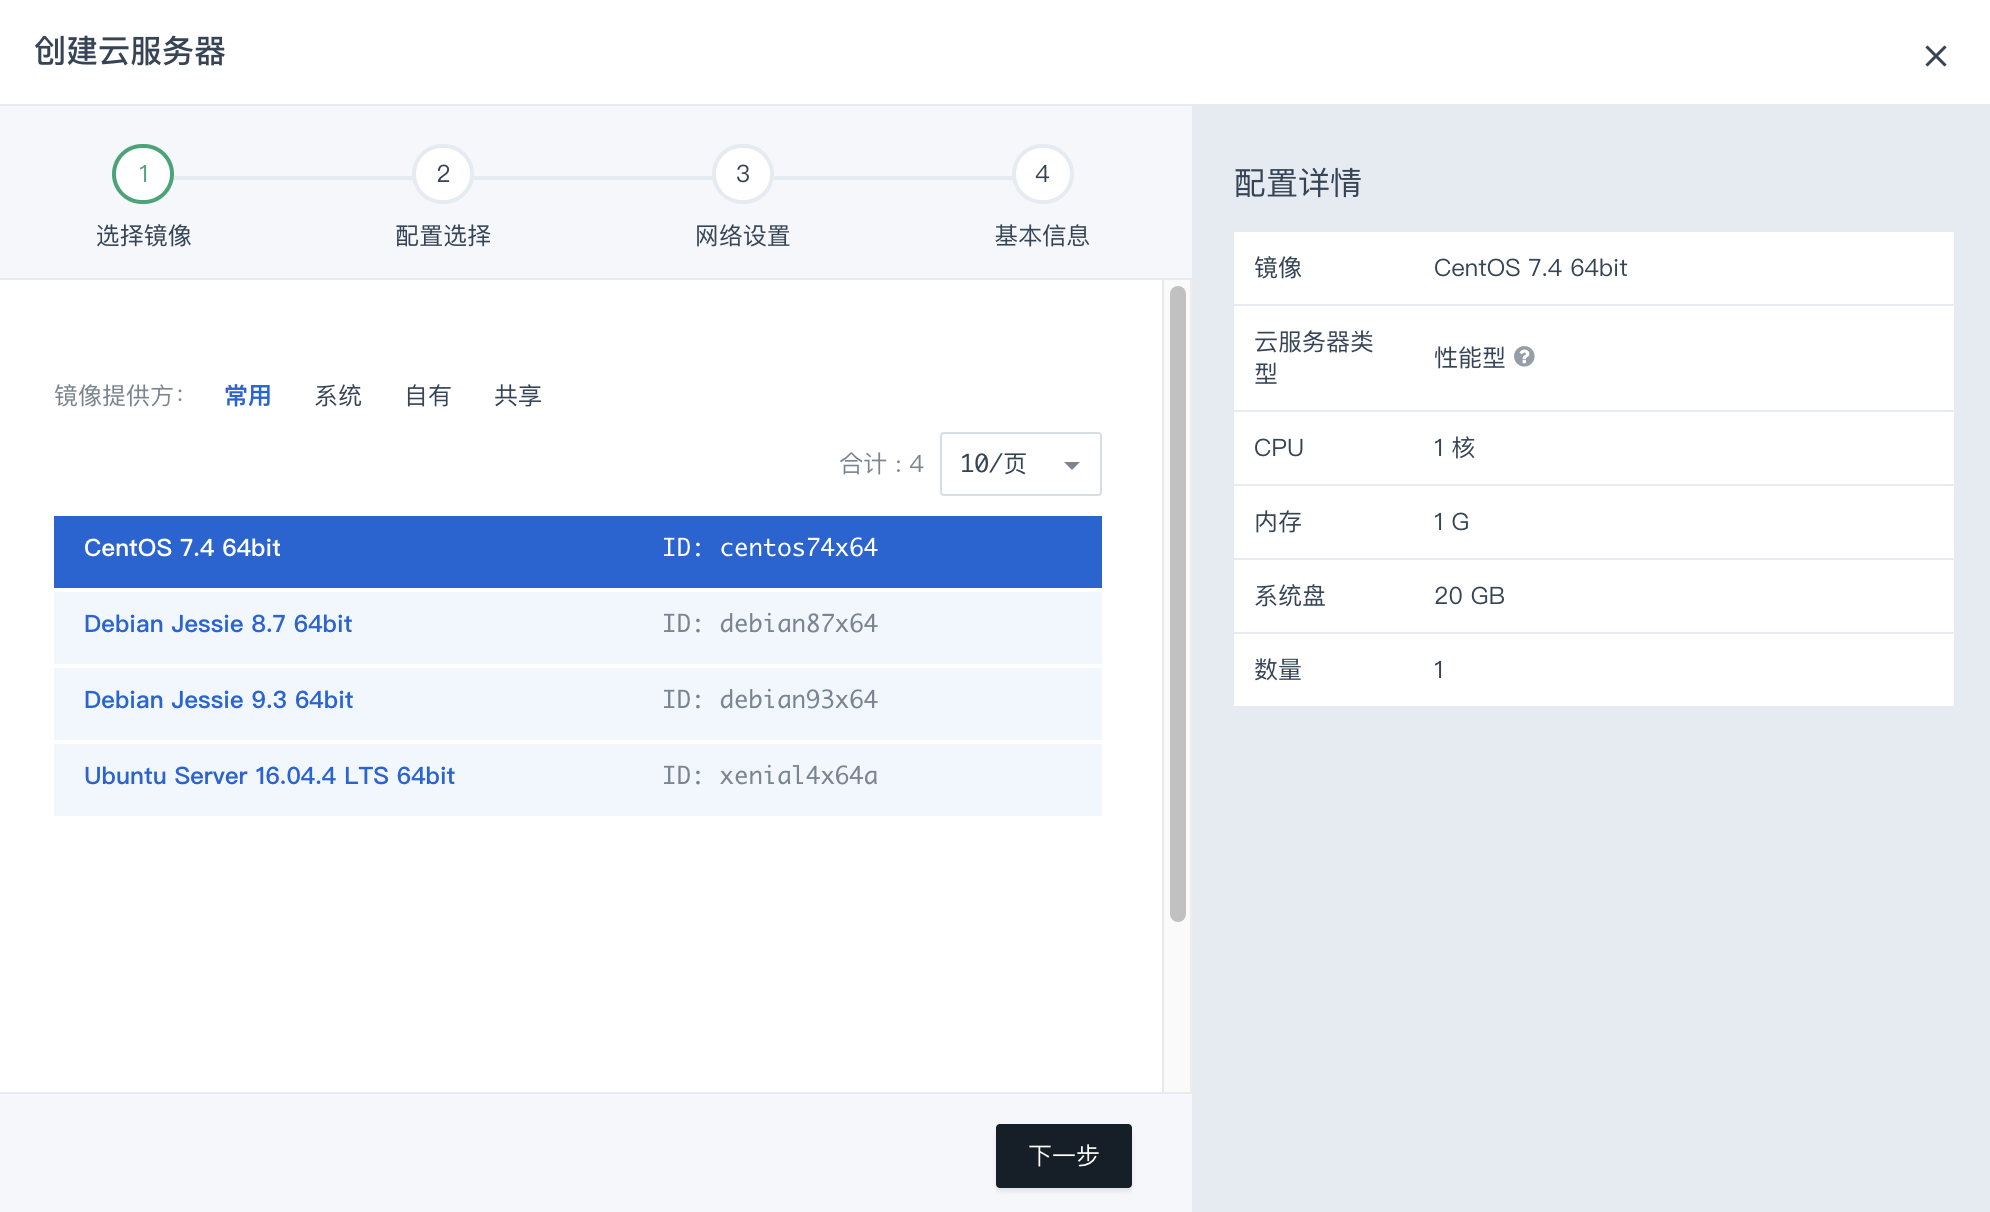 创建云服务器
1
2
3
4
选择镜像
配置选择
网络设置
基本信息
镜像提供方：
常用
系统
自有
共享
合计：4
10/页
CentOS 7.4 64bit
ID: centos74x64
Debian Jessie 8.7 64bit
ID: debian87x64
Debian Jessie 9.3 64bit
ID: debian93x64
Ubuntu Server 16.04.4 LTS 64bit
ID: xenial4x64a
下一步
配置详情
镜像
CentOS 7.4 64bit
云服务器类
型
性能型 ?
CPU
1 核
内存
1 G
系统盘
20 GB
数量
1